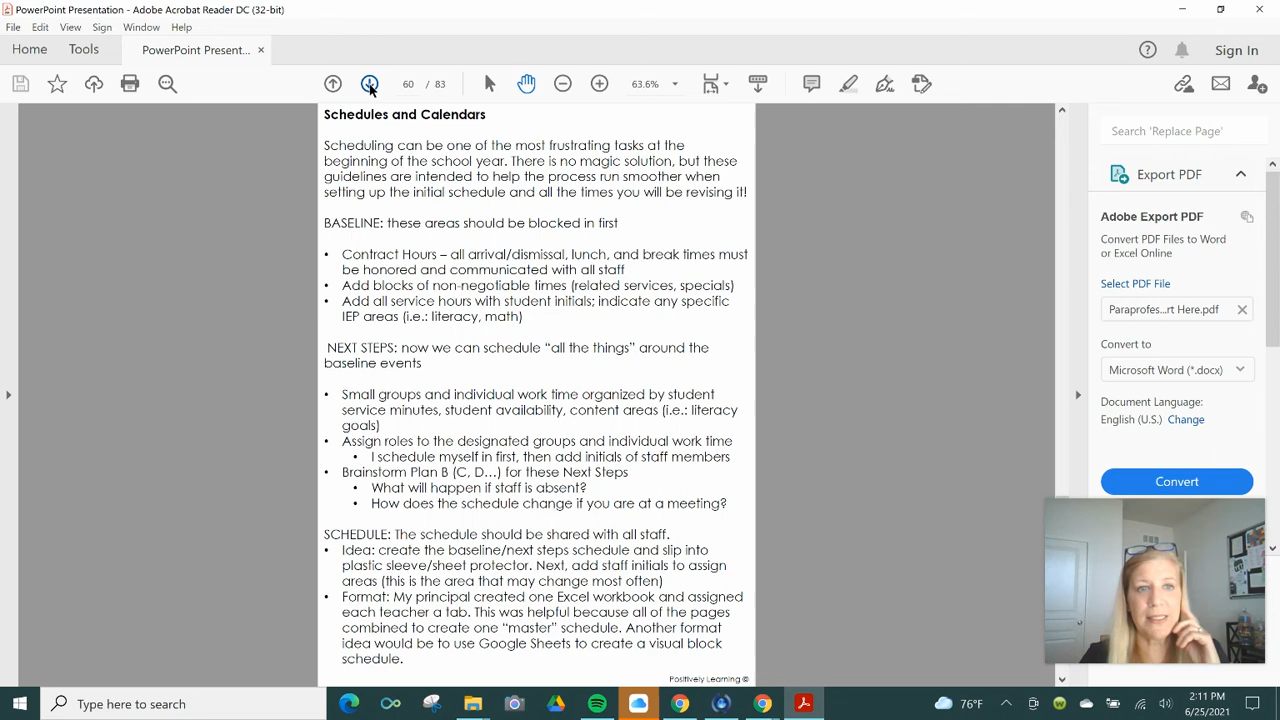 PowerPoint Presentation - Adobe Acrobat Reader DC (32-bit)
File Edit View Sign Window Help
Home Tools PowerPoint Present... × Sign In
60 / 83 63.6%
Schedules and Calendars
Scheduling can be one of the most frustrating tasks at the
beginning of the school year. There is no magic solution, but these
guidelines are intended to help the process run smoother when
setting up the initial schedule and all the times you will be revising it!
BASELINE: these areas should be blocked in first
• Contract Hours – all arrival/dismissal, lunch, and break times must
be honored and communicated with all staff
• Add blocks of non-negotiable times (related services, specials)
• Add all service hours with student initials; indicate any specific
IEP areas (i.e.: literacy, math)
NEXT STEPS: now we can schedule “all the things” around the
baseline events
• Small groups and individual work time organized by student
service minutes, student availability, content areas (i.e.: literacy
goals)
• Assign roles to the designated groups and individual work time
• I schedule myself in first, then add initials of staff members
• Brainstorm Plan B (C, D…) for these Next Steps
• What will happen if staff is absent?
• How does the schedule change if you are at a meeting?
SCHEDULE: The schedule should be shared with all staff.
• Idea: create the baseline/next steps schedule and slip into
plastic sleeve/sheet protector. Next, add staff initials to assign
areas (this is the area that may change most often)
• Format: My principal created one Excel workbook and assigned
each teacher a tab. This was helpful because all of the pages
combined to create one “master” schedule. Another format
idea would be to use Google Sheets to create a visual block
schedule.
Positively Learning ©
Search 'Replace Page'
Export PDF
Adobe Export PDF
Convert PDF Files to Word
or Excel Online
Select PDF File
Paraprofes...rt Here.pdf
Convert to
Microsoft Word (*.docx)
Document Language:
English (U.S.) Change
Convert
Type here to search
76°F
2:11 PM
6/25/2021